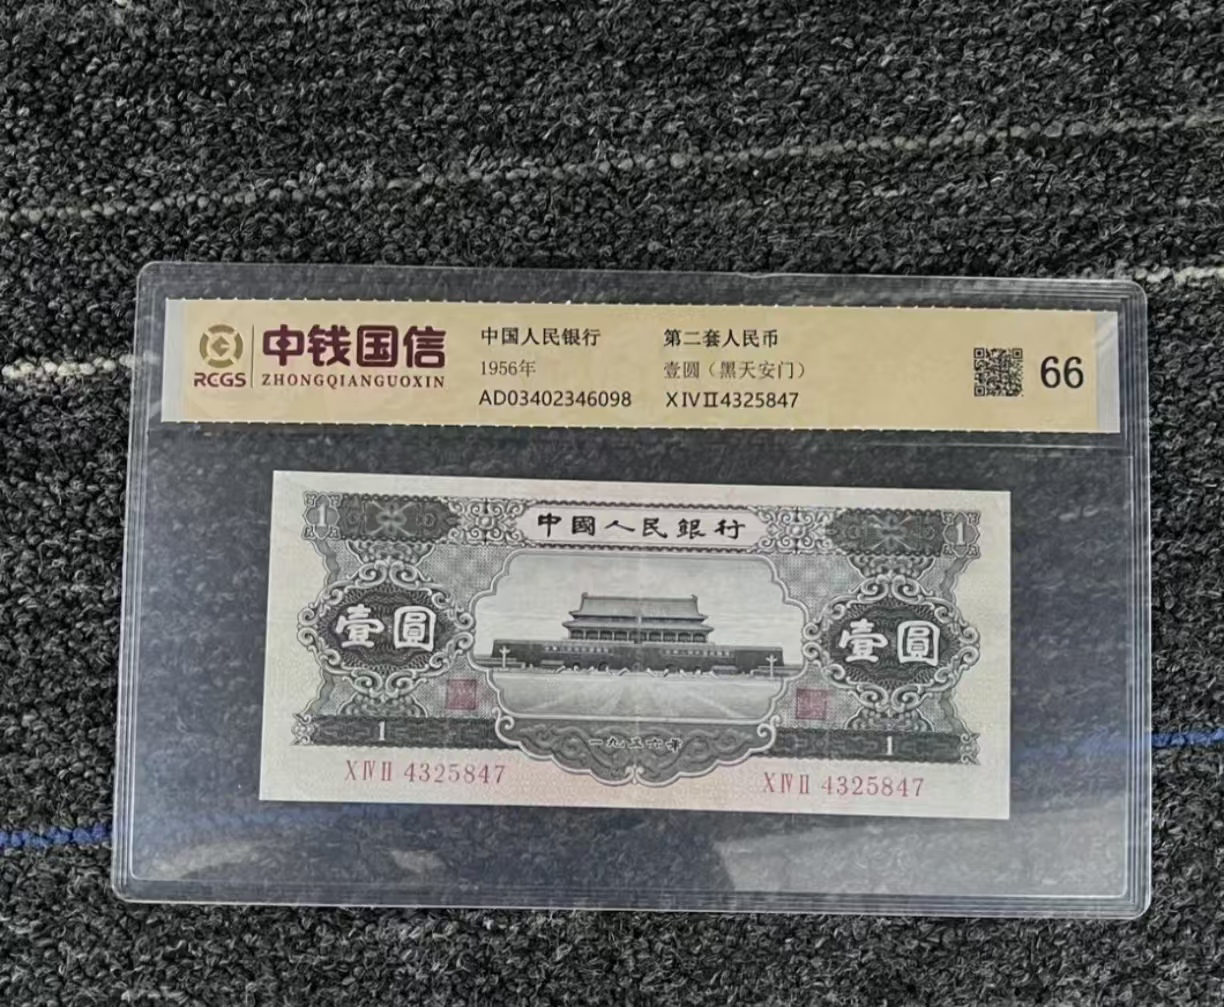 中钱国信
RCGS ZHONGQIANGUOXIN
中国人民银行
1956年
AD03402346098
第二套人民币
壹圆（黑天安门）
XIVII4325847
66
1 中國人民銀行 1
壹圓 壹圓
1 一九五六年 1
XIVII 4325847 XIVII 4325847